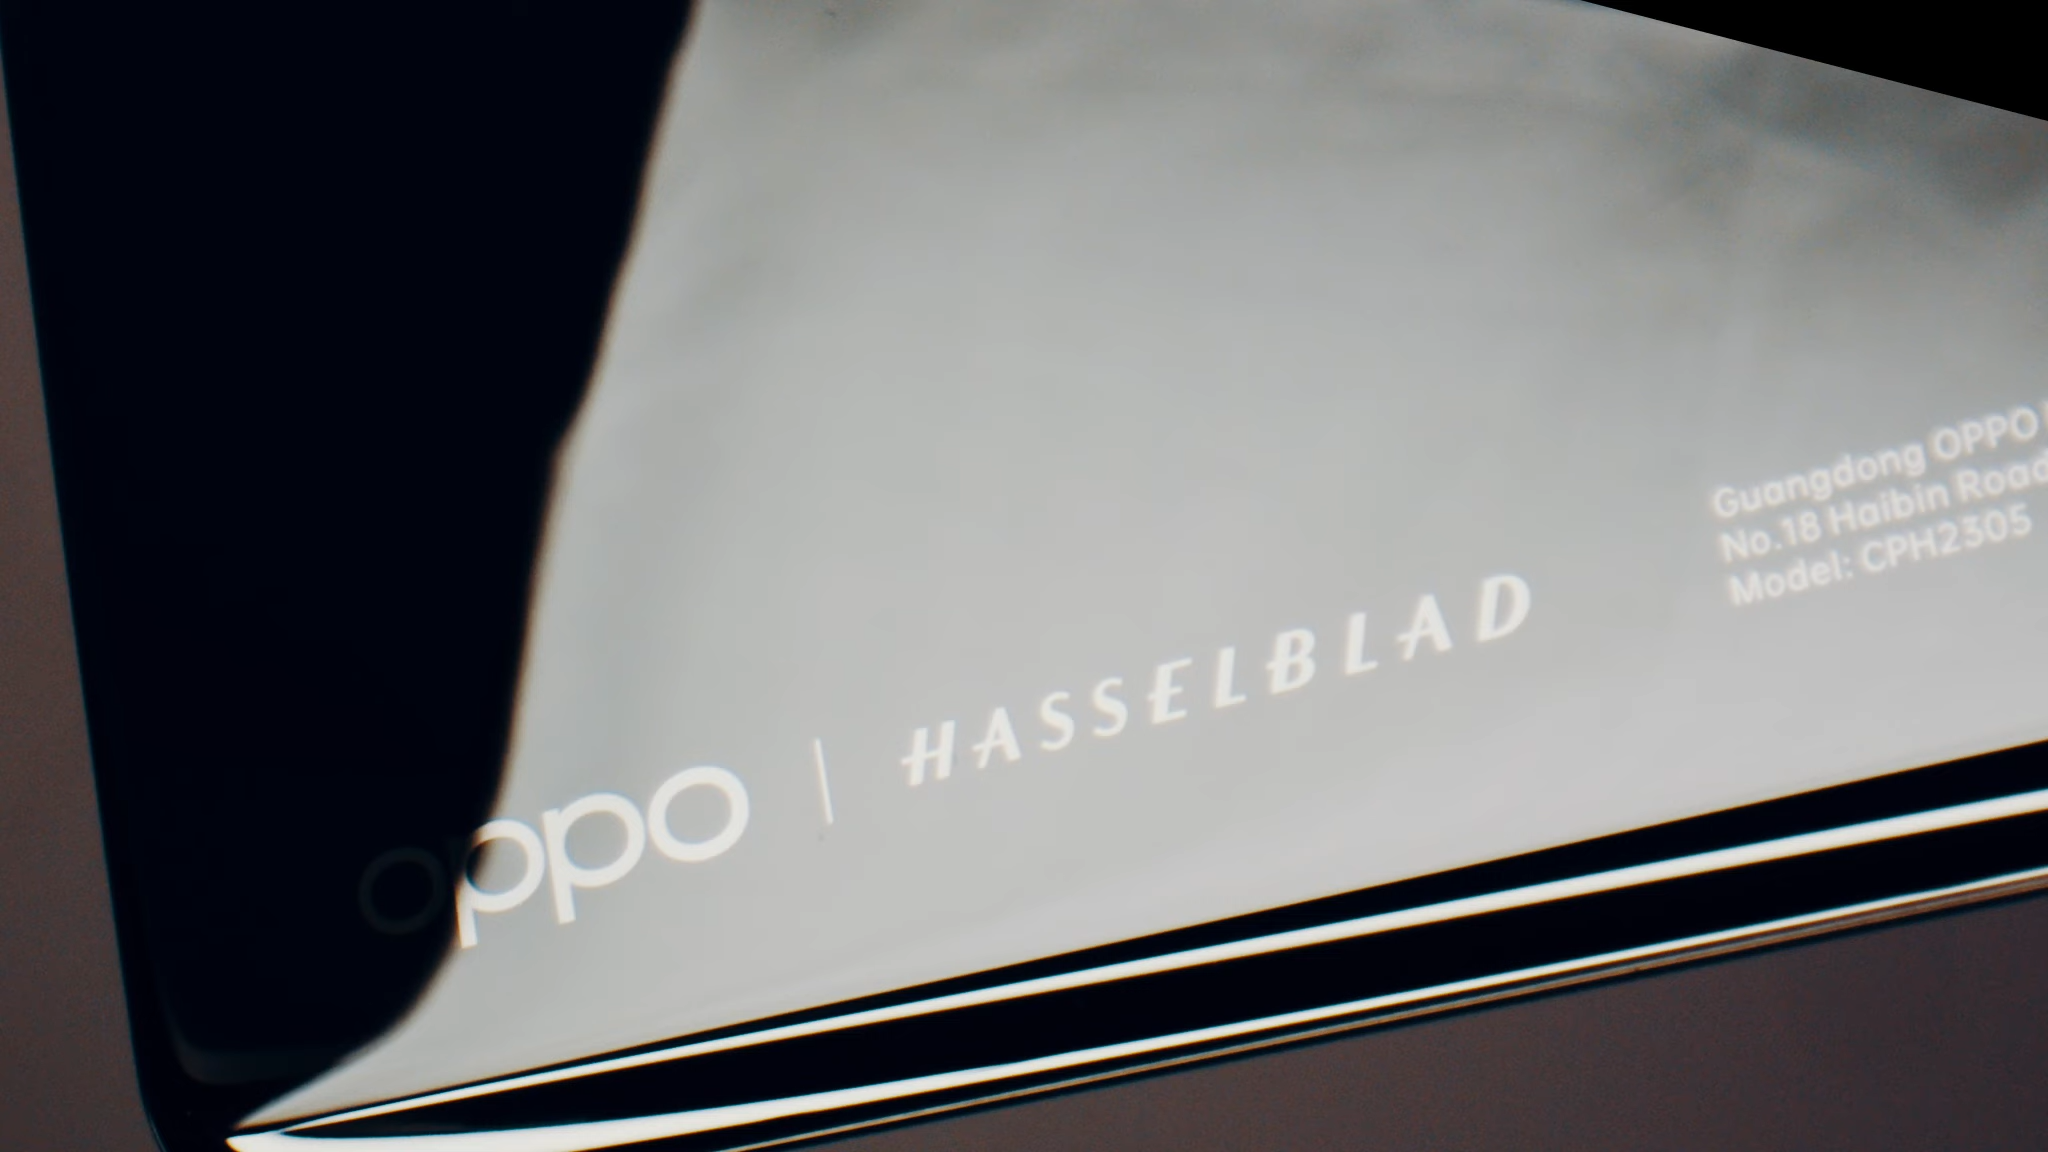 oppo | HASSELBLAD
Guangdong OPPO
No.18 Haibin Road
Model: CPH2305